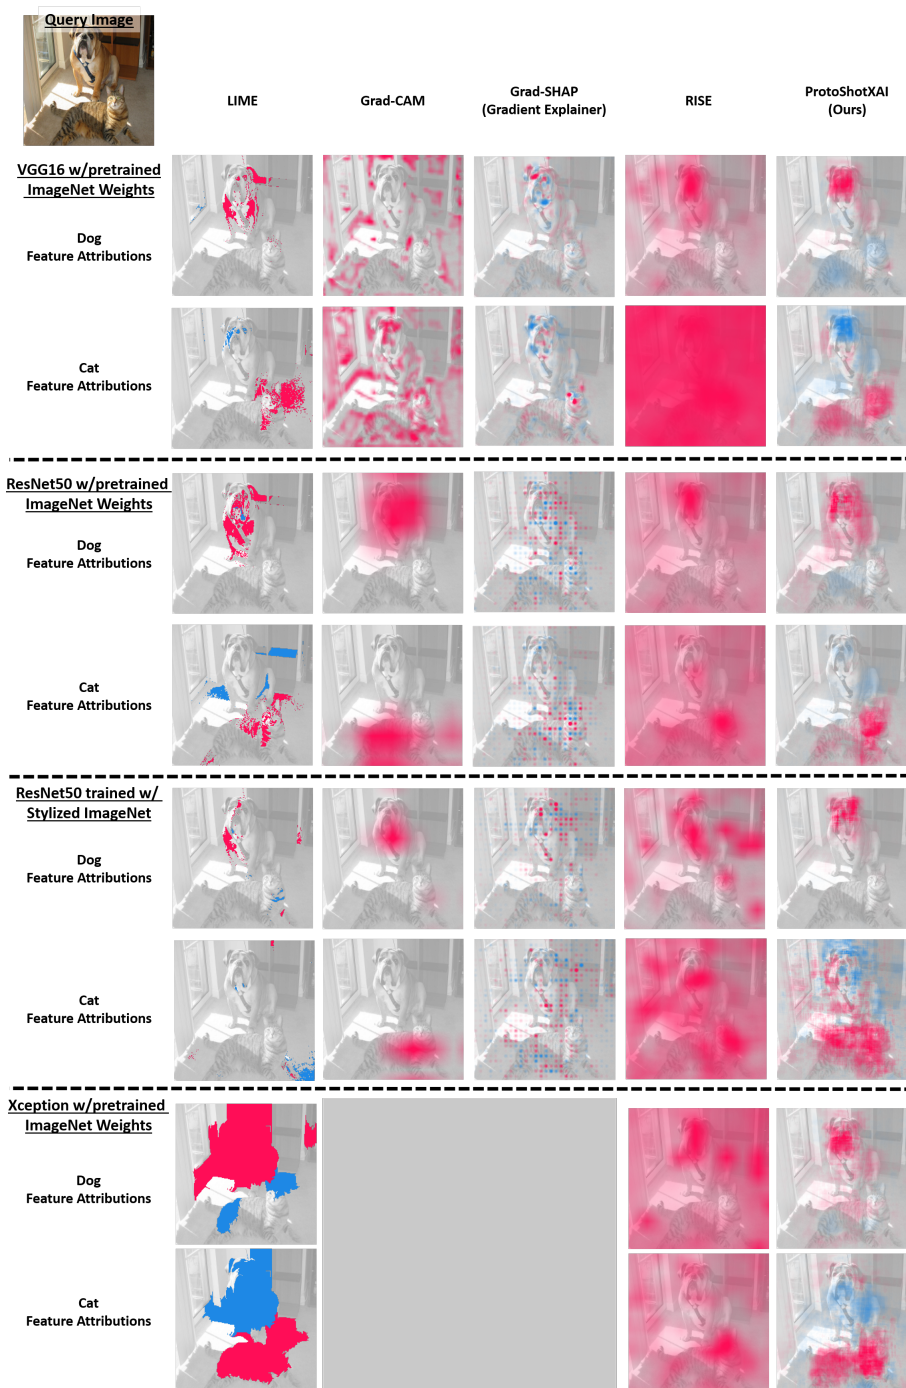 Query Image
LIME
Grad-CAM
Grad-SHAP
(Gradient Explainer)
RISE
ProtoShotXAI
(Ours)
VGG16 w/pretrained
ImageNet Weights
Dog
Feature Attributions
Cat
Feature Attributions
ResNet50 w/pretrained
ImageNet Weights
Dog
Feature Attributions
Cat
Feature Attributions
ResNet50 trained w/
Stylized ImageNet
Dog
Feature Attributions
Cat
Feature Attributions
Xception w/pretrained
ImageNet Weights
Dog
Feature Attributions
Cat
Feature Attributions